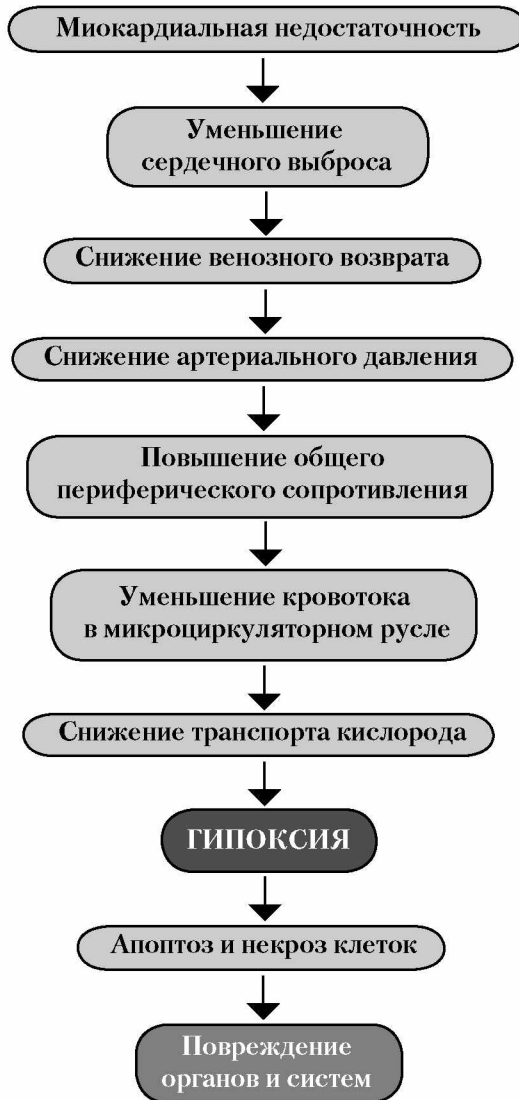 Миокардиальная недостаточность
Уменьшение
сердечного выброса
Снижение венозного возврата
Снижение артериального давления
Повышение общего
периферического сопротивления
Уменьшение кровотока
в микроциркуляторном русле
Снижение транспорта кислорода
ГИПОКСИЯ
Апоптоз и некроз клеток
Повреждение
органов и систем